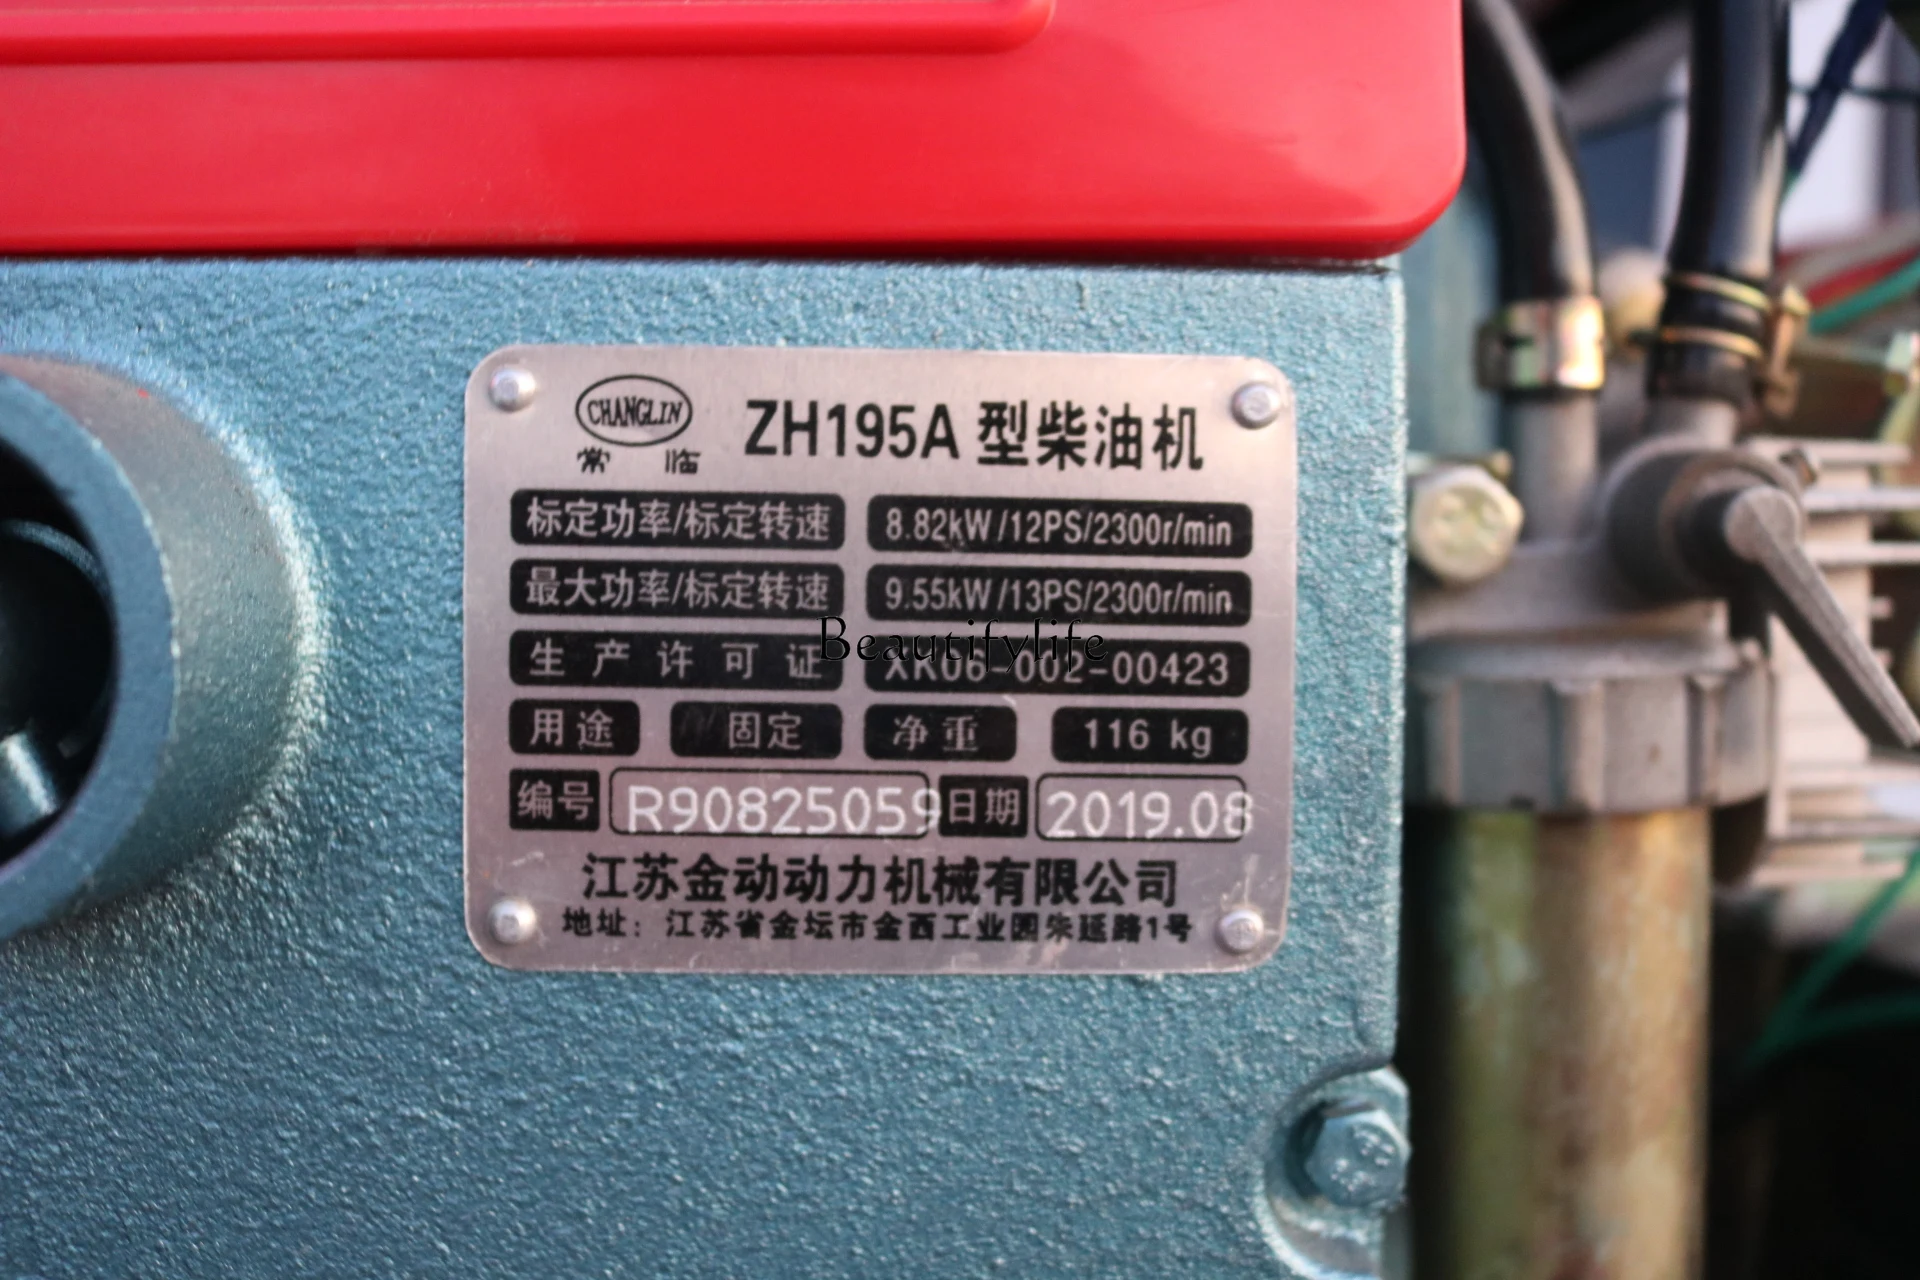 CHANGLIN
常临
ZH195A 型柴油机
标定功率/标定转速 8.82kW/12PS/2300r/min
最大功率/标定转速 9.55kW/13PS/2300r/min
生产许可证 XK06-002-00423
Beautifylife
用途 固定 净重 116 kg
编号 R90825059 日期 2019.08
江苏金动动力机械有限公司
地址：江苏省金坛市金西工业园朱延路1号